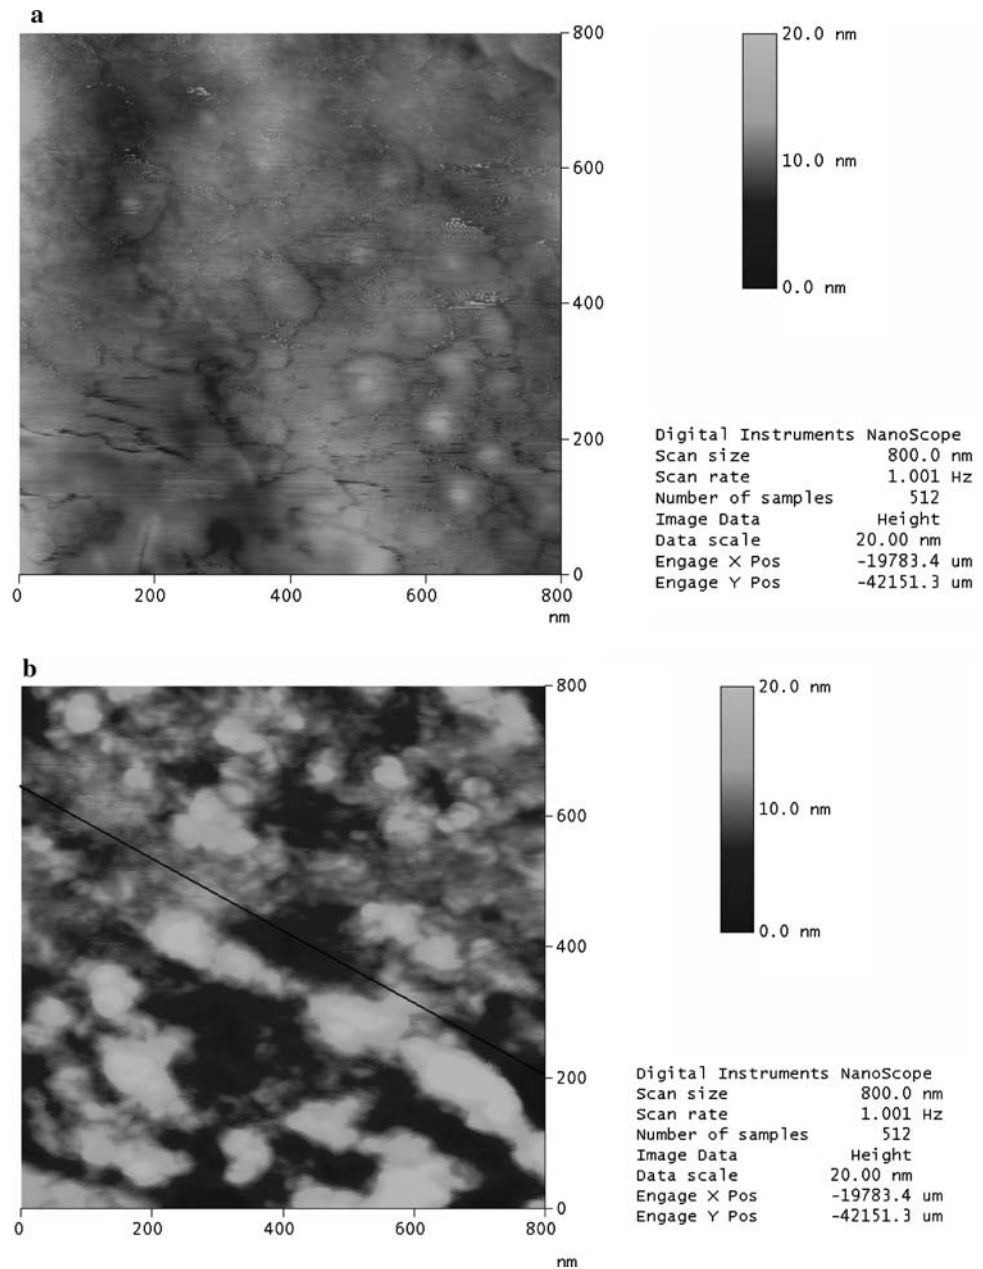 a
800
600
400
200
0
0 200 400 600 800
nm
20.0 nm
10.0 nm
0.0 nm
Digital Instruments NanoScope
Scan size 800.0 nm
Scan rate 1.001 Hz
Number of samples 512
Image Data Height
Data scale 20.00 nm
Engage X Pos -19783.4 um
Engage Y Pos -42151.3 um
b
800
600
400
200
0
0 200 400 600 800
nm
20.0 nm
10.0 nm
0.0 nm
Digital Instruments NanoScope
Scan size 800.0 nm
Scan rate 1.001 Hz
Number of samples 512
Image Data Height
Data scale 20.00 nm
Engage X Pos -19783.4 um
Engage Y Pos -42151.3 um